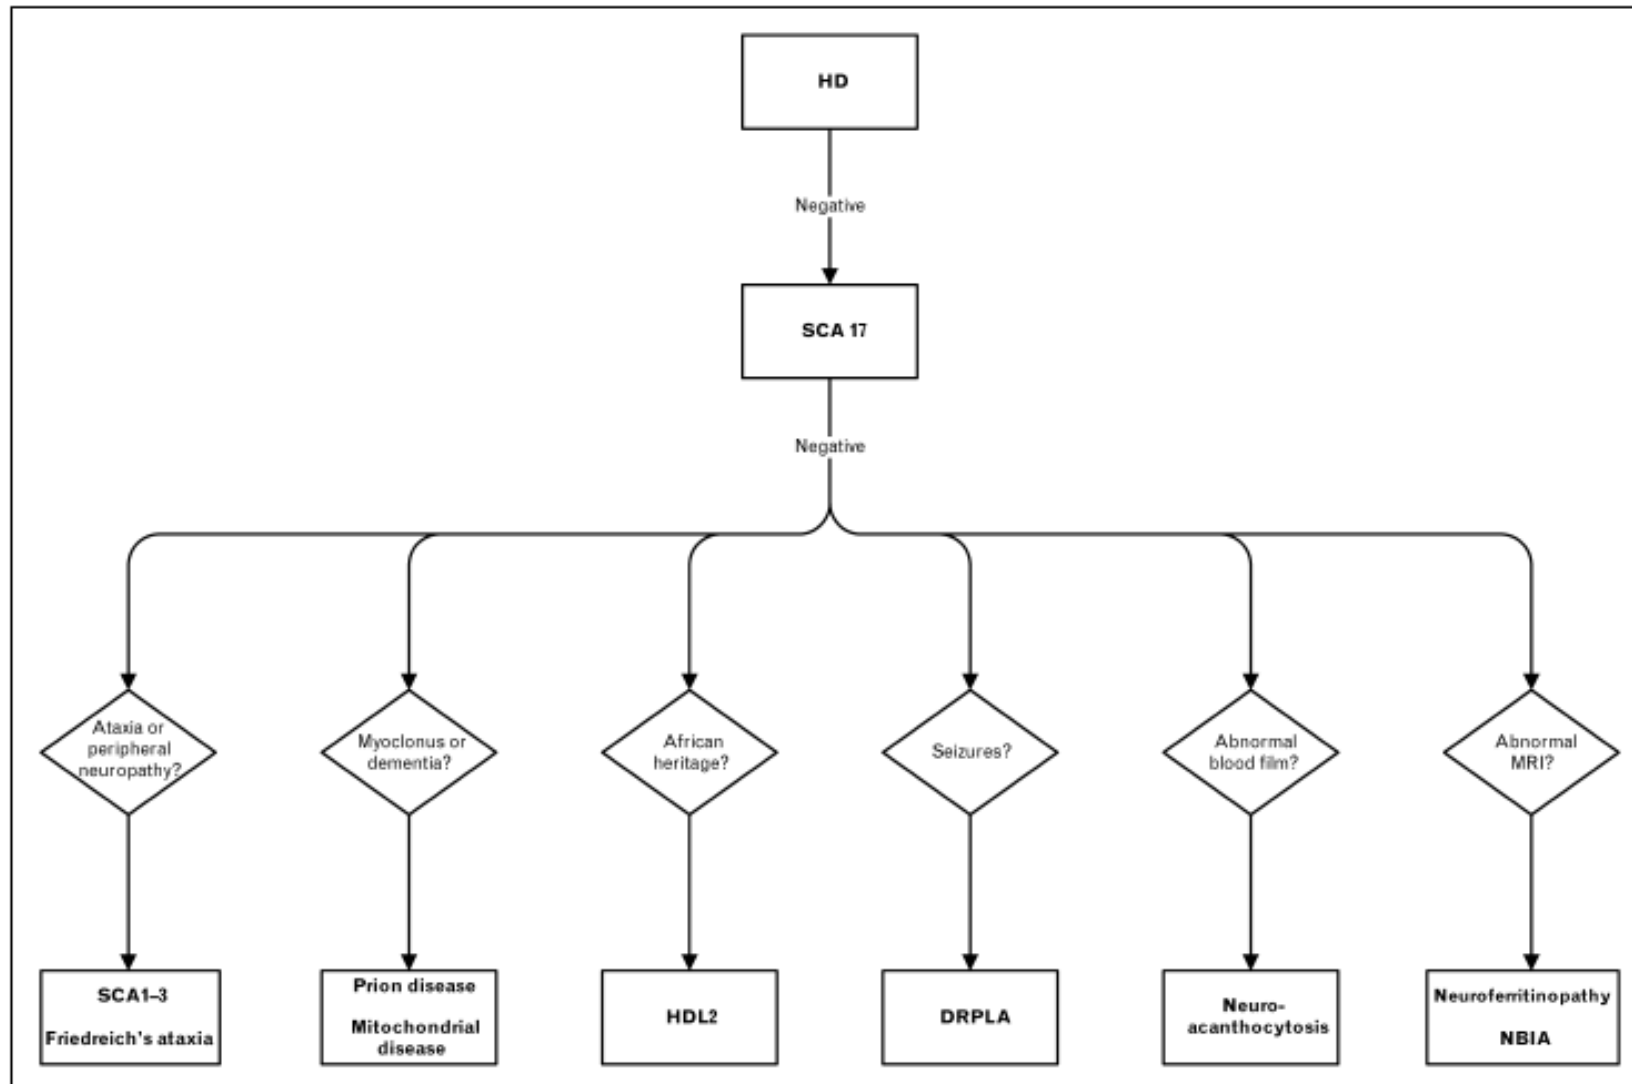 HD
Negative
SCA 17
Negative
Ataxia or
peripheral
neuropathy?
Myoclonus or
dementia?
African
heritage?
Seizures?
Abnormal
blood film?
Abnormal
MRI?
SCA1–3
Friedreich's ataxia
Prion disease
Mitochondrial
disease
HDL2
DRPLA
Neuro-
acanthocytosis
Neuroferritinopathy
NBIA